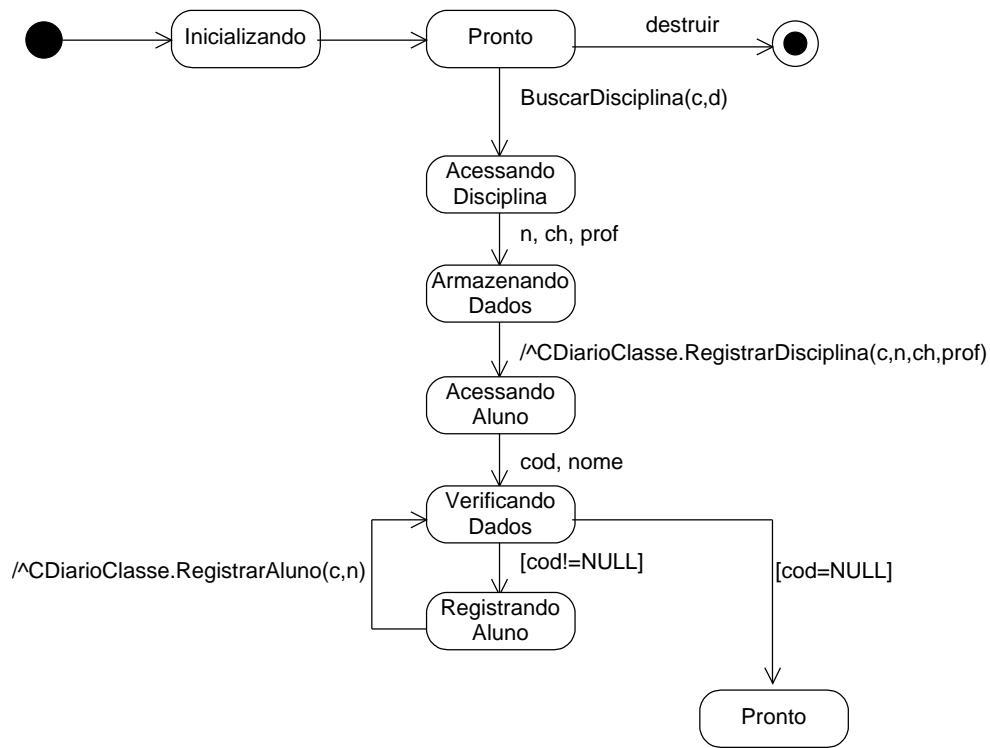 Inicializando
Pronto
destruir
BuscarDisciplina(c,d)
Acessando
Disciplina
n, ch, prof
Armazenando
Dados
/^CDiarioClasse.RegistrarDisciplina(c,n,ch,prof)
Acessando
Aluno
cod, nome
Verificando
Dados
/^CDiarioClasse.RegistrarAluno(c,n)
[cod!=NULL]
[cod=NULL]
Registrando
Aluno
Pronto